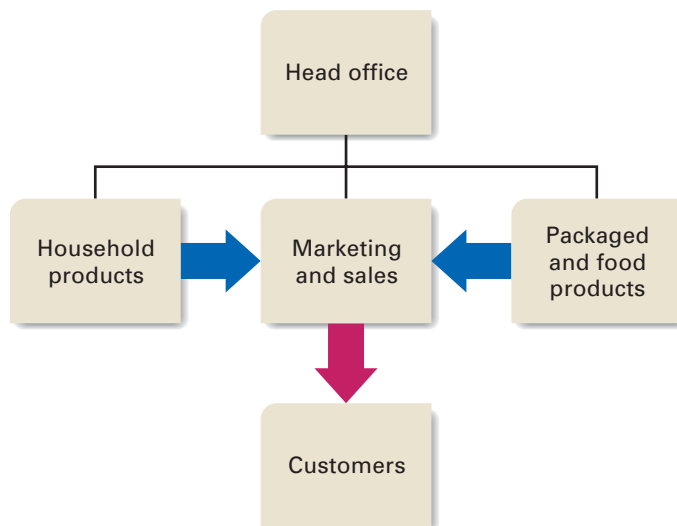 Head office
Household
products
Marketing
and sales
Packaged
and food
products
Customers